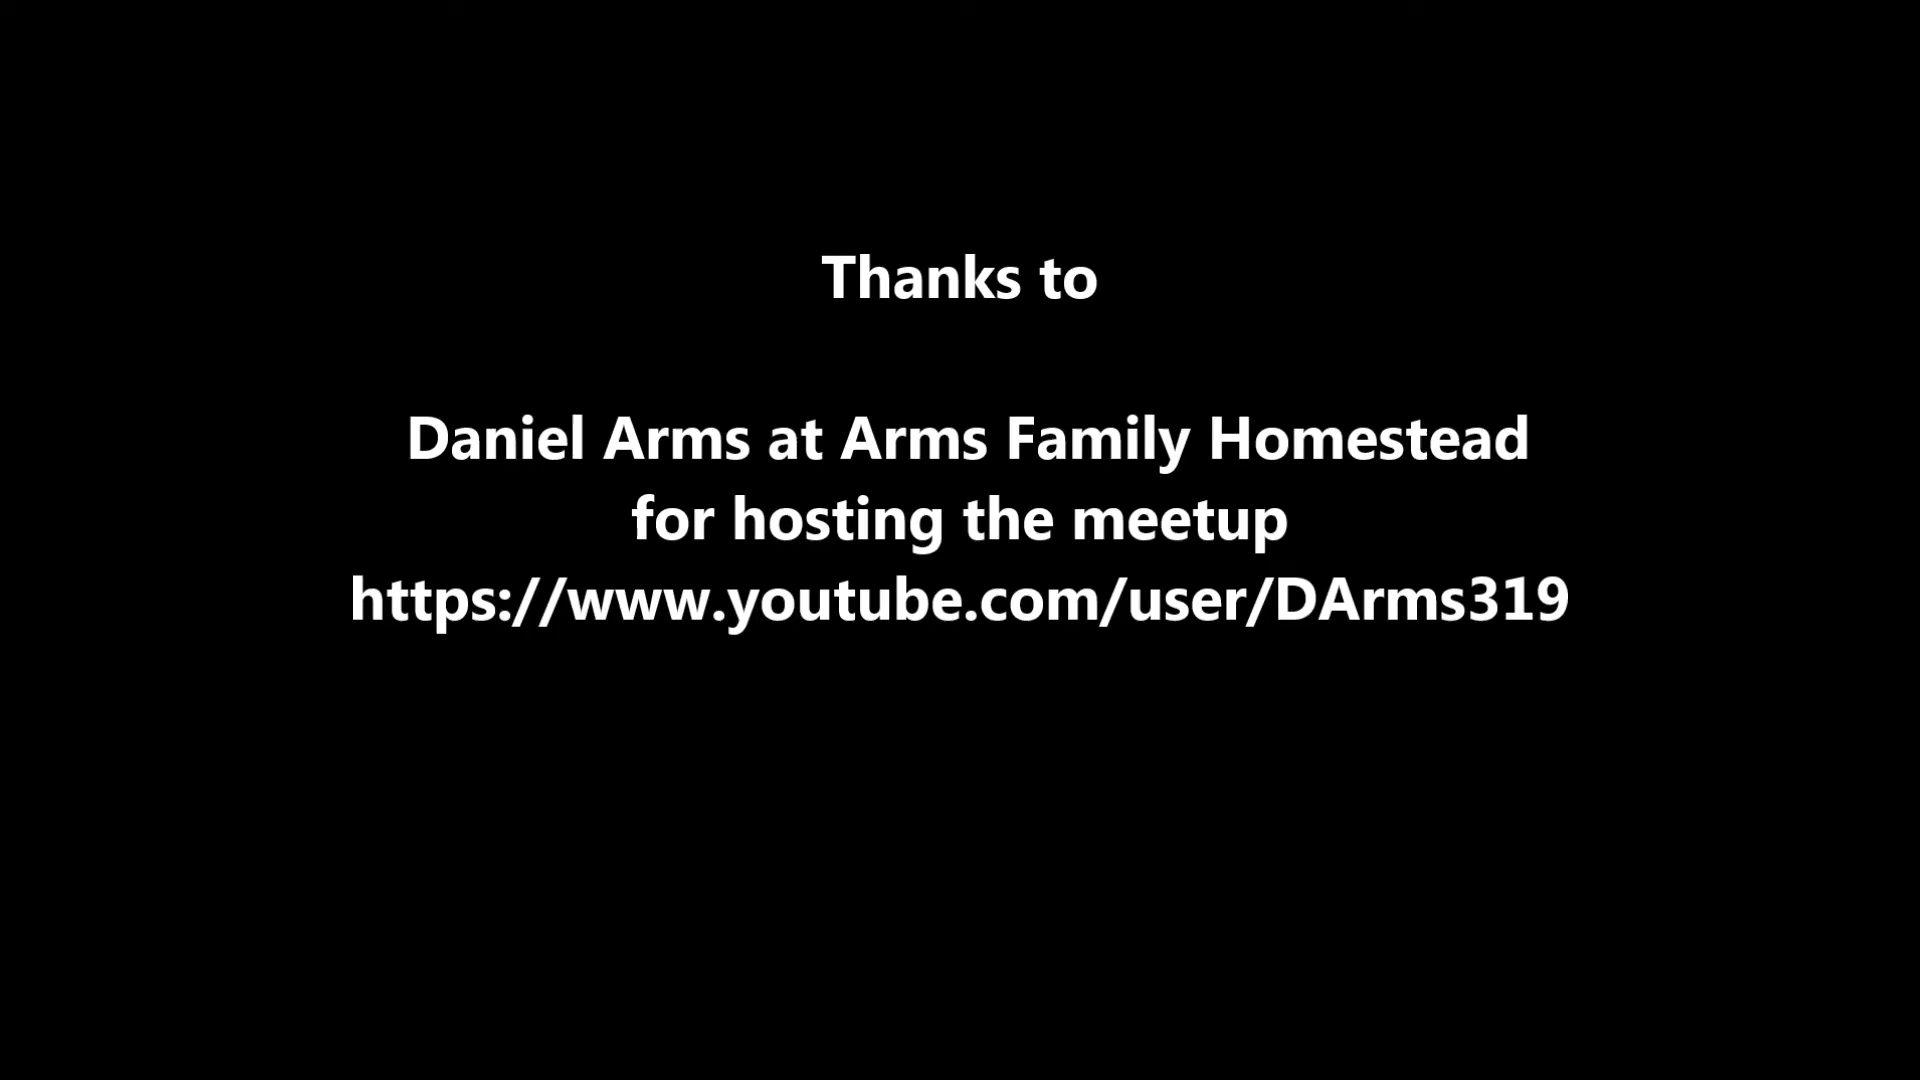 Thanks to
Daniel Arms at Arms Family Homestead
for hosting the meetup
https://www.youtube.com/user/DArms319